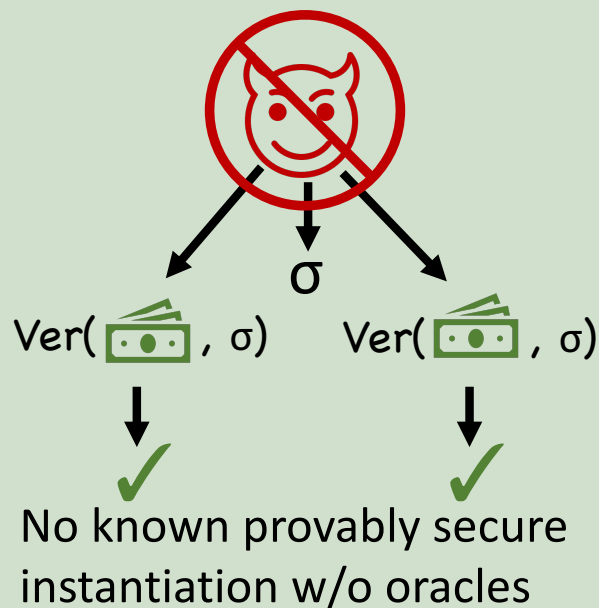 σ
Ver( , σ) Ver( , σ)
No known provably secure
instantiation w/o oracles